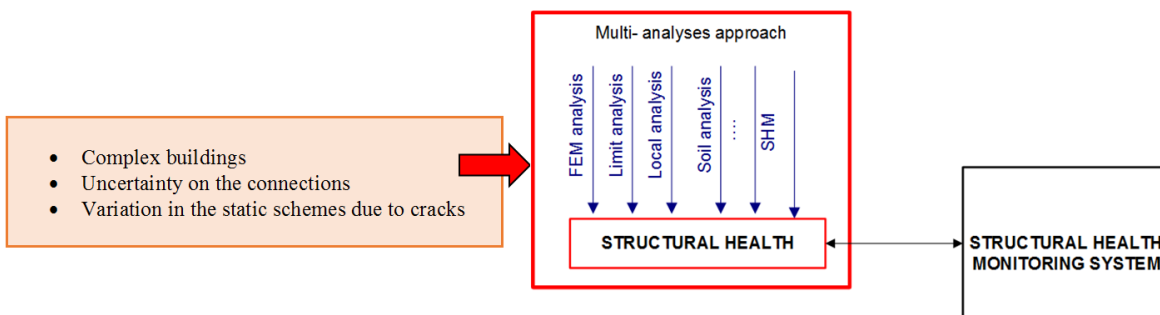 • Complex buildings
• Uncertainty on the connections
• Variation in the static schemes due to cracks
Multi- analyses approach
FEM analysis
Limit analysis
Local analysis
Soil analysis
....
SHM
STRUCTURAL HEALTH
STRUCTURAL HEALTH
MONITORING SYSTEM